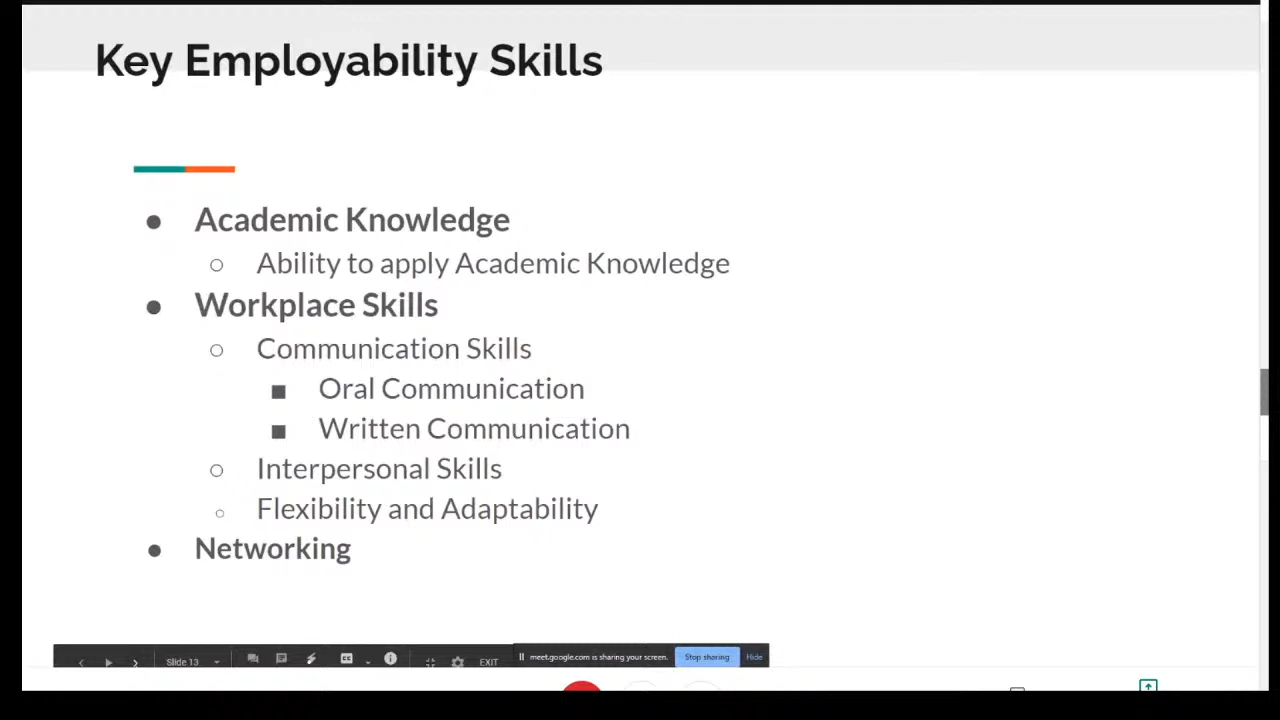 Key Employability Skills
● Academic Knowledge
○ Ability to apply Academic Knowledge
● Workplace Skills
○ Communication Skills
■ Oral Communication
■ Written Communication
○ Interpersonal Skills
○ Flexibility and Adaptability
● Networking
Slide 13 CC EXIT meet.google.com is sharing your screen. Stop sharing Hide